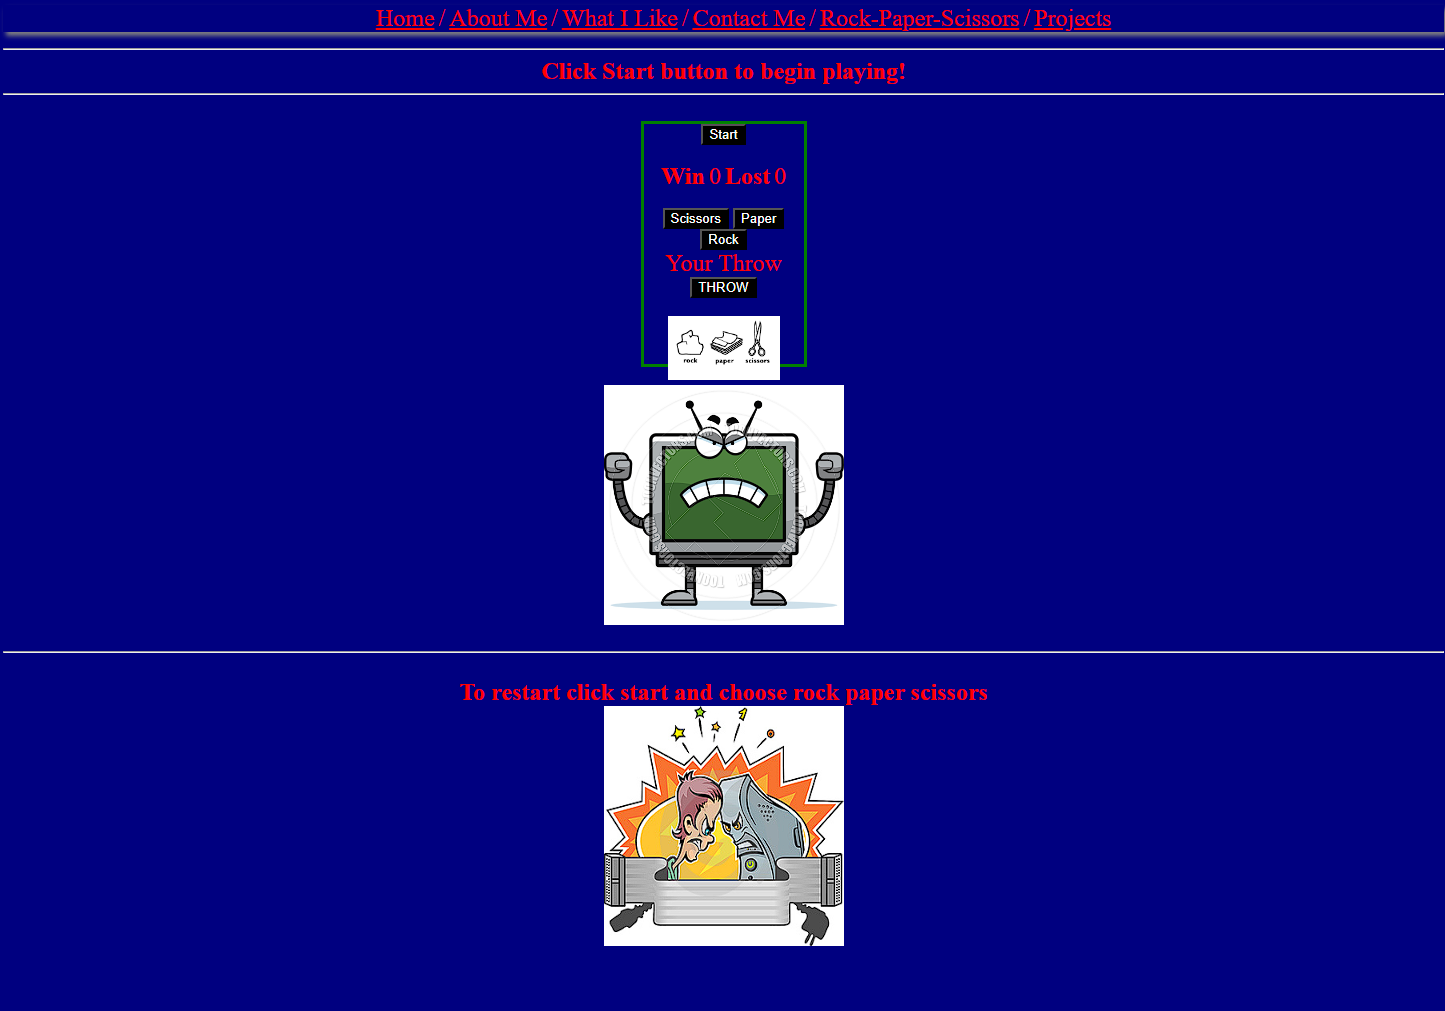 Home / About Me / What I Like / Contact Me / Rock-Paper-Scissors / Projects
Click Start button to begin playing!
Start
Win 0 Lost 0
Scissors Paper
Rock
Your Throw
THROW
rock paper scissors
To restart click start and choose rock paper scissors